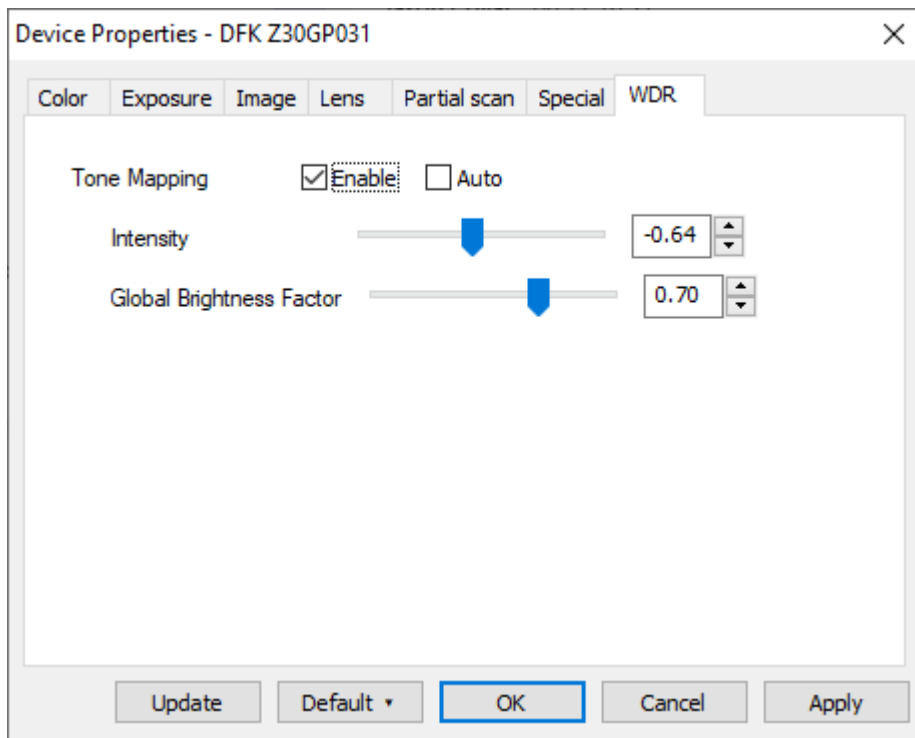 Device Properties - DFK Z30GP031
Color Exposure Image Lens Partial scan Special WDR
Tone Mapping Enable Auto
Intensity -0.64
Global Brightness Factor 0.70
Update Default OK Cancel Apply